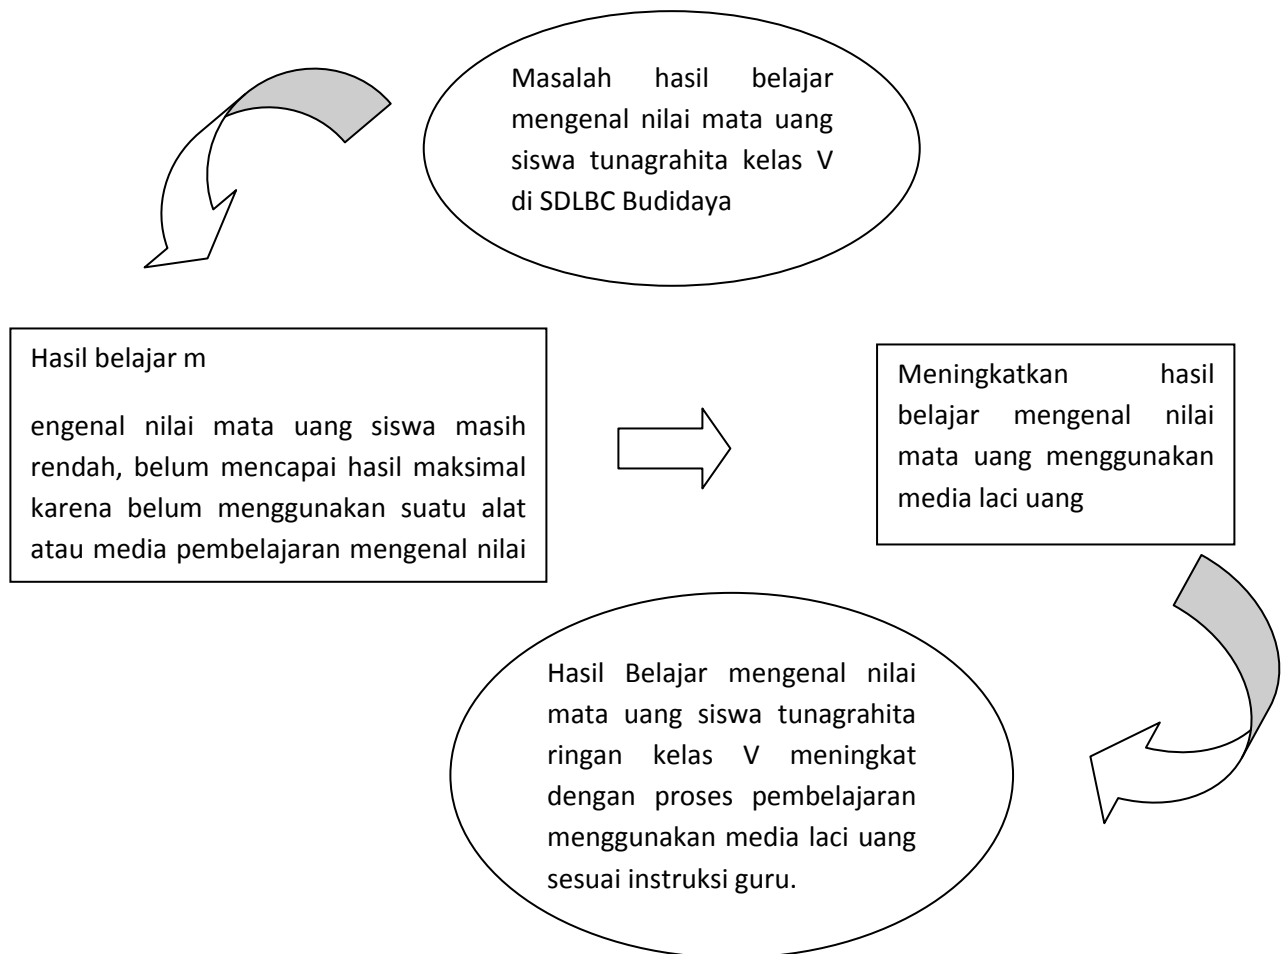 Masalah hasil belajar
mengenal nilai mata uang
siswa tunagrahita kelas V
di SDLBC Budidaya
Hasil belajar m
engenal nilai mata uang siswa masih
rendah, belum mencapai hasil maksimal
karena belum menggunakan suatu alat
atau media pembelajaran mengenal nilai
Meningkatkan hasil
belajar mengenal nilai
mata uang menggunakan
media laci uang
Hasil Belajar mengenal nilai
mata uang siswa tunagrahita
ringan kelas V meningkat
dengan proses pembelajaran
menggunakan media laci uang
sesuai instruksi guru.